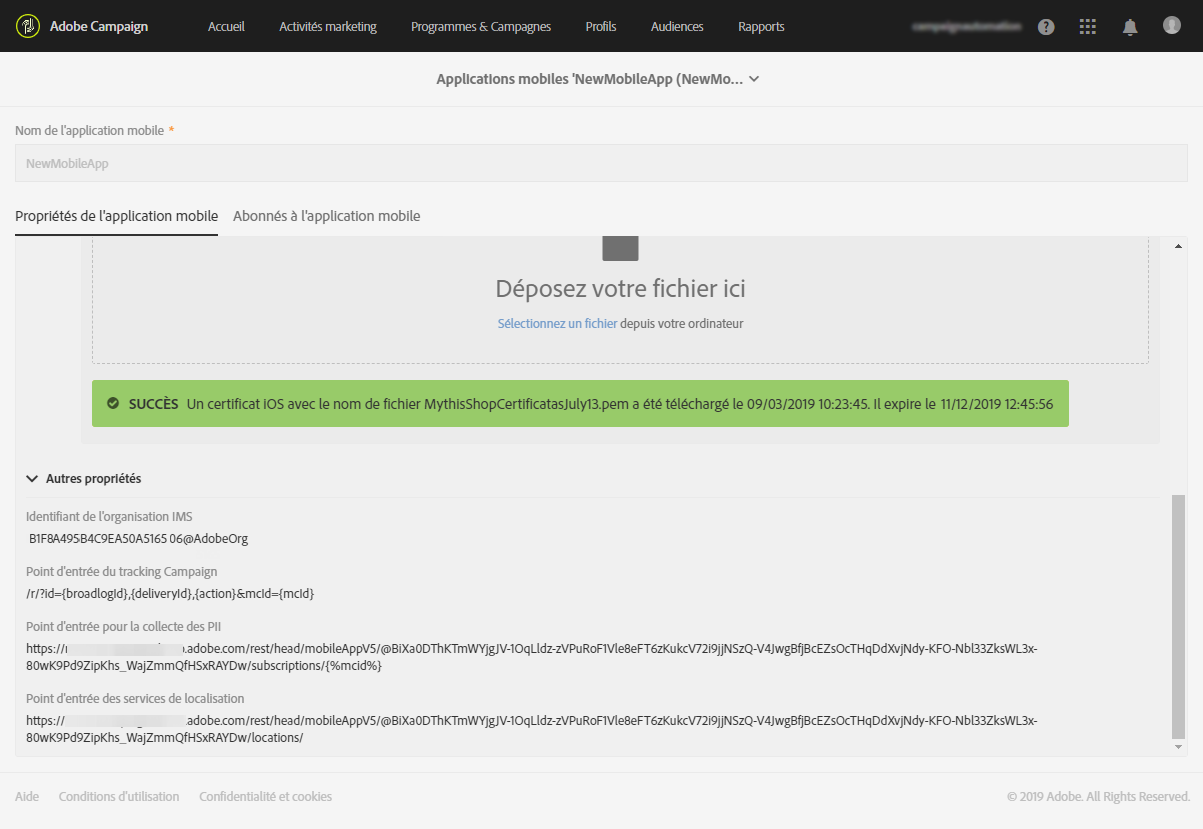 Adobe Campaign Accueil Activités marketing Programmes & Campagnes Profils Audiences Rapports
Applications mobiles 'NewMobileApp (NewMo...
Nom de l'application mobile *
NewMobileApp
Propriétés de l'application mobile Abonnés à l'application mobile
Déposez votre fichier ici
Sélectionnez un fichier depuis votre ordinateur
SUCCÈS Un certificat iOS avec le nom de fichier MythisShopCertificatasJuly13.pem a été téléchargé le 09/03/2019 10:23:45. Il expire le 11/12/2019 12:45:56
Autres propriétés
Identifiant de l'organisation IMS
B1F8A495B4C9EA50A5165 06@AdobeOrg
Point d'entrée du tracking Campaign
/r/?id={broadlogId},{deliveryId},{action}&mcId={mcId}
Point d'entrée pour la collecte des PII
https:// .adobe.com/rest/head/mobileAppV5/@BiXa0DThKTmWYjgJV-1OqLldz-zVPuRoF1Vle8eFT6zKukcV72i9jjNSzQ-V4JwgBfjBcEZsOcTHqDdXvjNdy-KFO-Nbl33ZksWL3x-
80wK9Pd9ZipKhs_WajZmmQfHSxRAYDw/subscriptions/{%mcid%}
Point d'entrée des services de localisation
https:// .adobe.com/rest/head/mobileAppV5/@BiXa0DThKTmWYjgJV-1OqLldz-zVPuRoF1Vle8eFT6zKukcV72i9jjNSzQ-V4JwgBfjBcEZsOcTHqDdXvjNdy-KFO-Nbl33ZksWL3x-
80wK9Pd9ZipKhs_WajZmmQfHSxRAYDw/locations/
Aide Conditions d'utilisation Confidentialité et cookies © 2019 Adobe. All Rights Reserved.